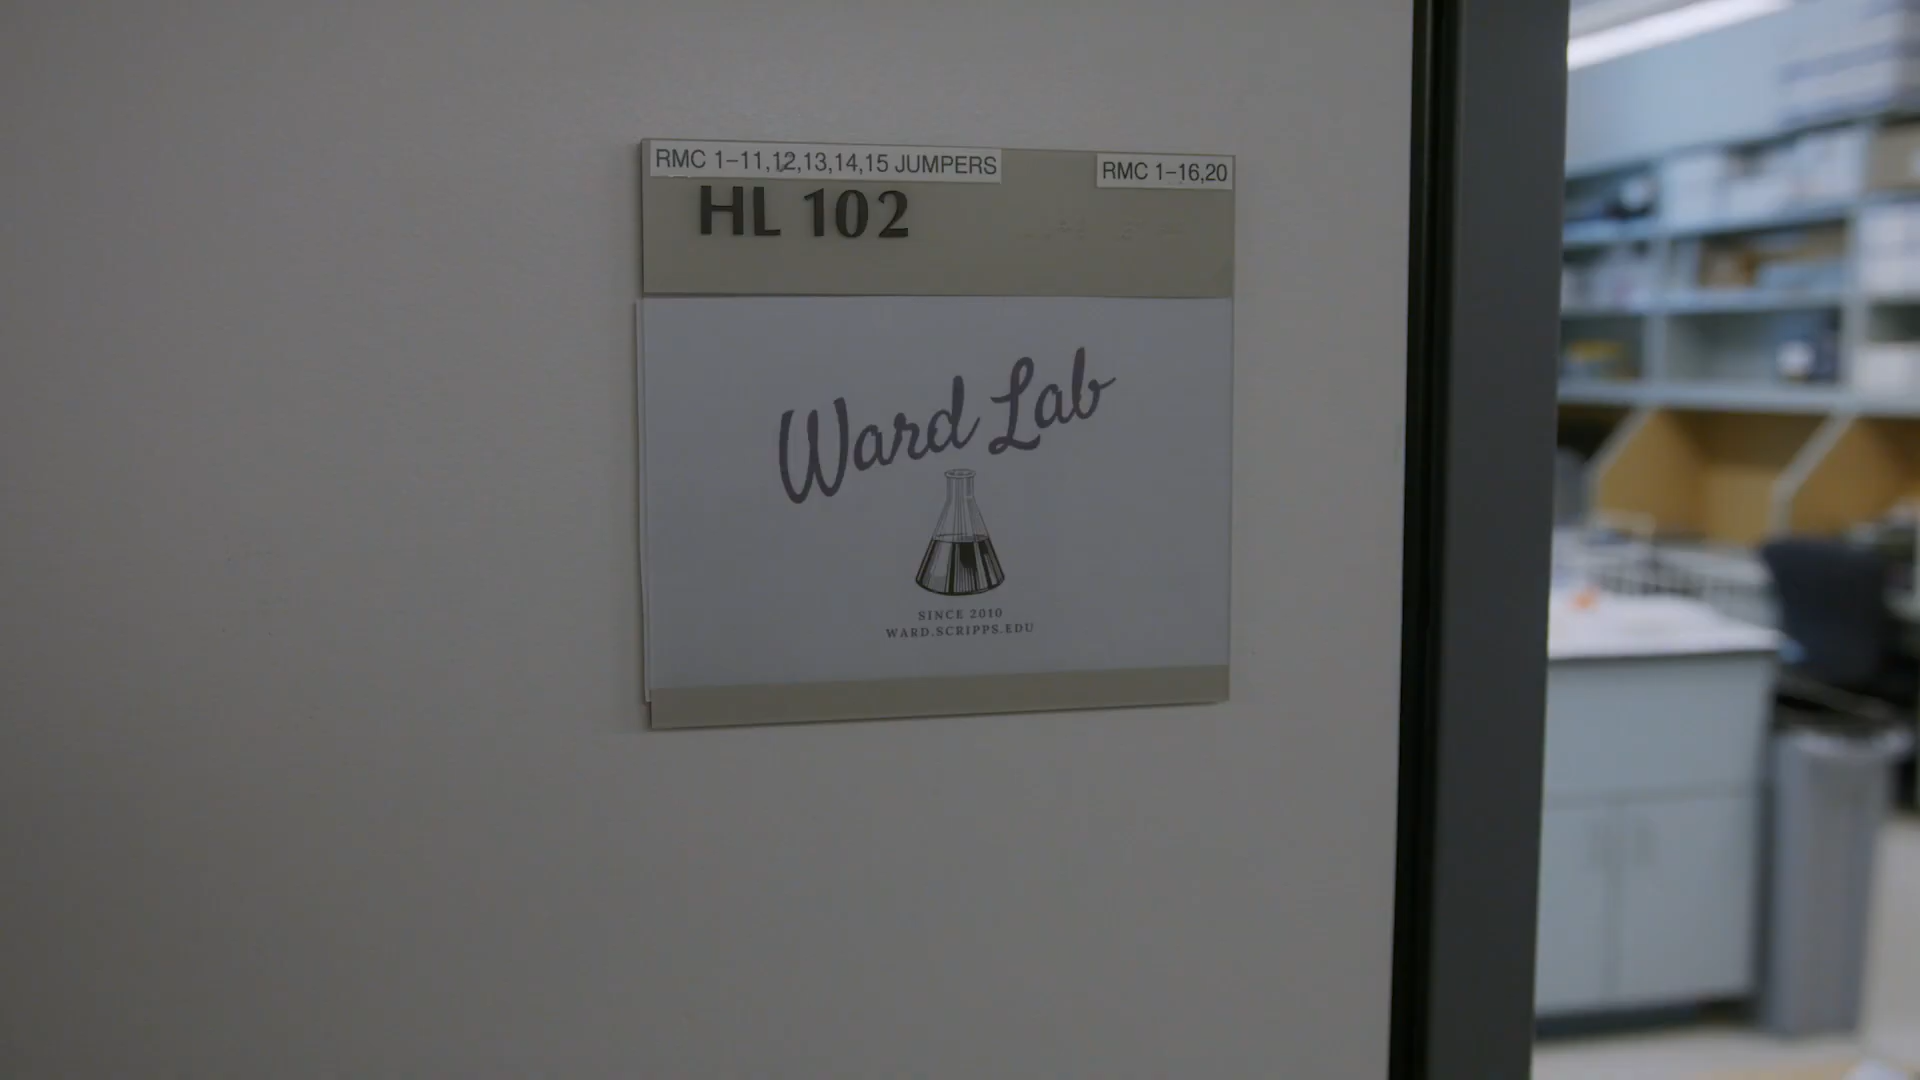 RMC 1-11,12,13,14,15 JUMPERS
RMC 1-16,20
HL 102
Ward Lab
SINCE 2010
WARD.SCRIPPS.EDU